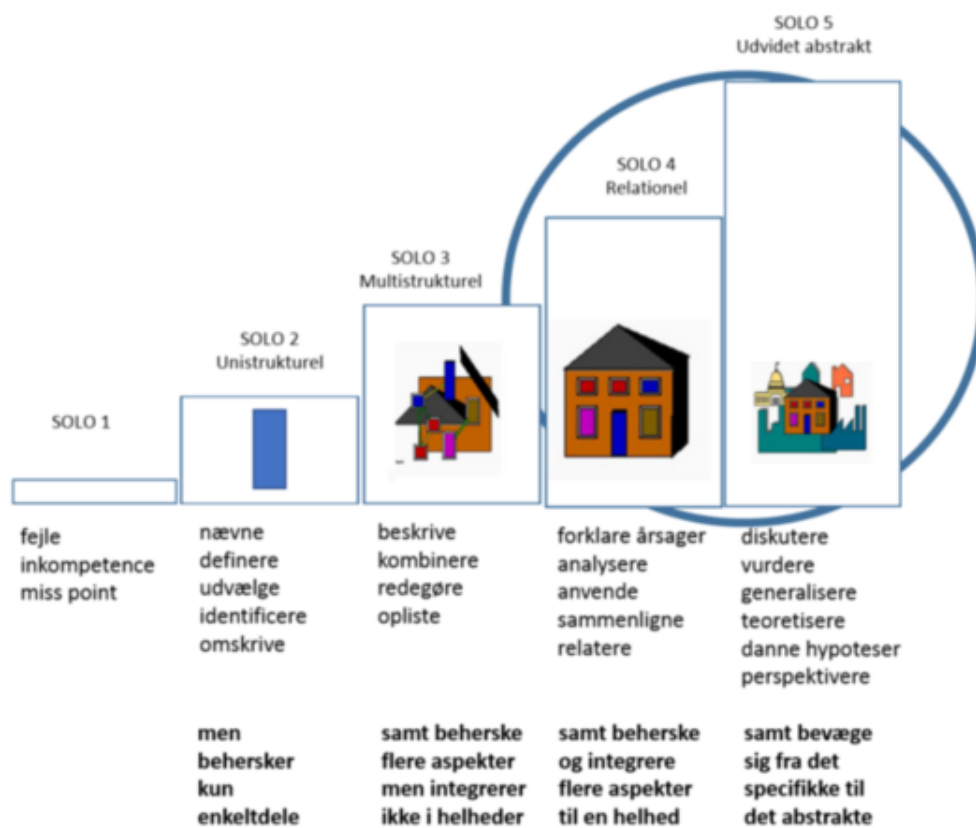 SOLO 5
Udvidet abstrakt
SOLO 4
Relationel
SOLO 3
Multistrukturel
SOLO 2
Unistrukturel
SOLO 1
fejle
inkompetence
miss point
nævne
definere
udvælge
identificere
omskrive
beskrive
kombinere
redegøre
opliste
forklare årsager
analysere
anvende
sammenligne
relatere
diskutere
vurdere
generalisere
teoretisere
danne hypoteser
perspektivere
men
behersker
kun
enkeltdele
samt beherske
flere aspekter
men integrerer
ikke i helheder
samt beherske
og integrere
flere aspekter
til en helhed
samt bevæge
sig fra det
specifikke til
det abstrakte